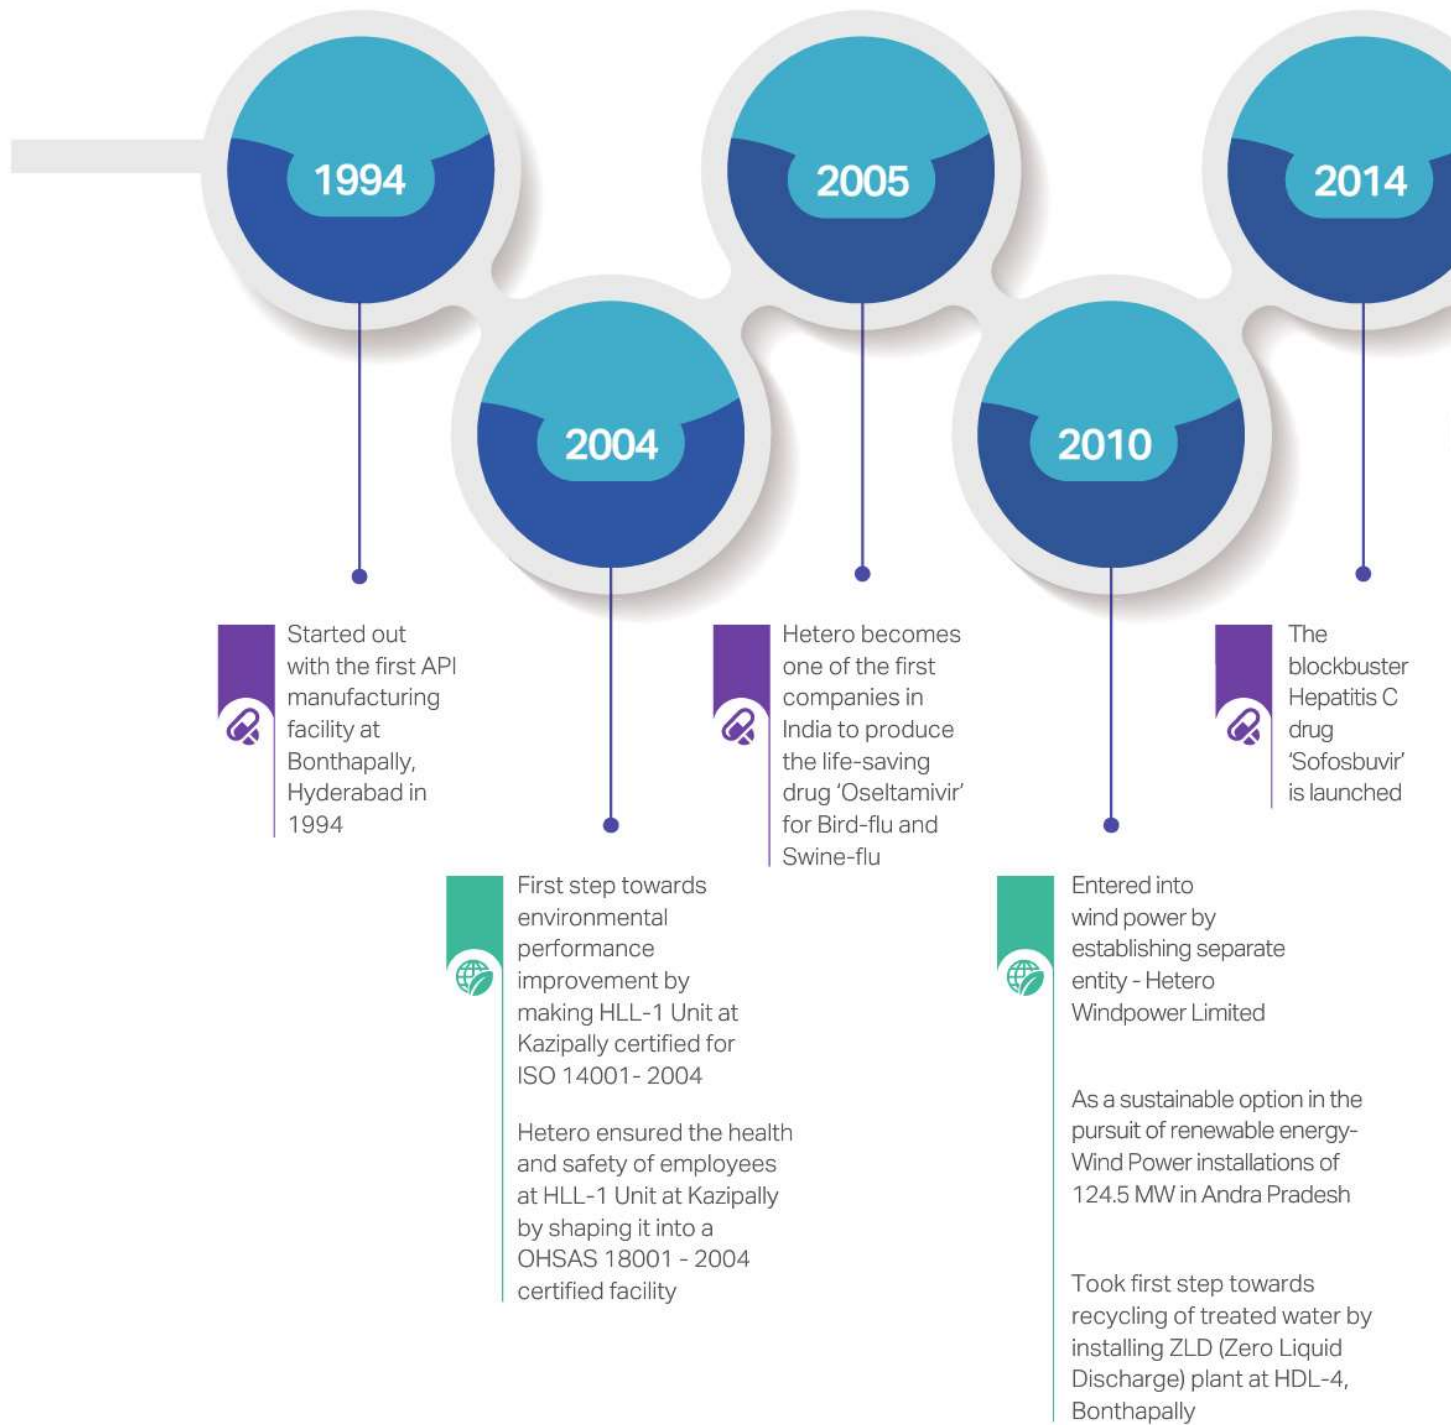 1994
2004
2005
2010
2014
Started out
with the first API
manufacturing
facility at
Bonthapally,
Hyderabad in
1994
First step towards
environmental
performance
improvement by
making HLL-1 Unit at
Kazipally certified for
ISO 14001- 2004
Hetero ensured the health
and safety of employees
at HLL-1 Unit at Kazipally
by shaping it into a
OHSAS 18001 - 2004
certified facility
Hetero becomes
one of the first
companies in
India to produce
the life-saving
drug ‘Oseltamivir’
for Bird-flu and
Swine-flu
Entered into
wind power by
establishing separate
entity - Hetero
Windpower Limited
As a sustainable option in the
pursuit of renewable energy-
Wind Power installations of
124.5 MW in Andra Pradesh
Took first step towards
recycling of treated water by
installing ZLD (Zero Liquid
Discharge) plant at HDL-4,
Bonthapally
The
blockbuster
Hepatitis C
drug
‘Sofosbuvir’
is launched